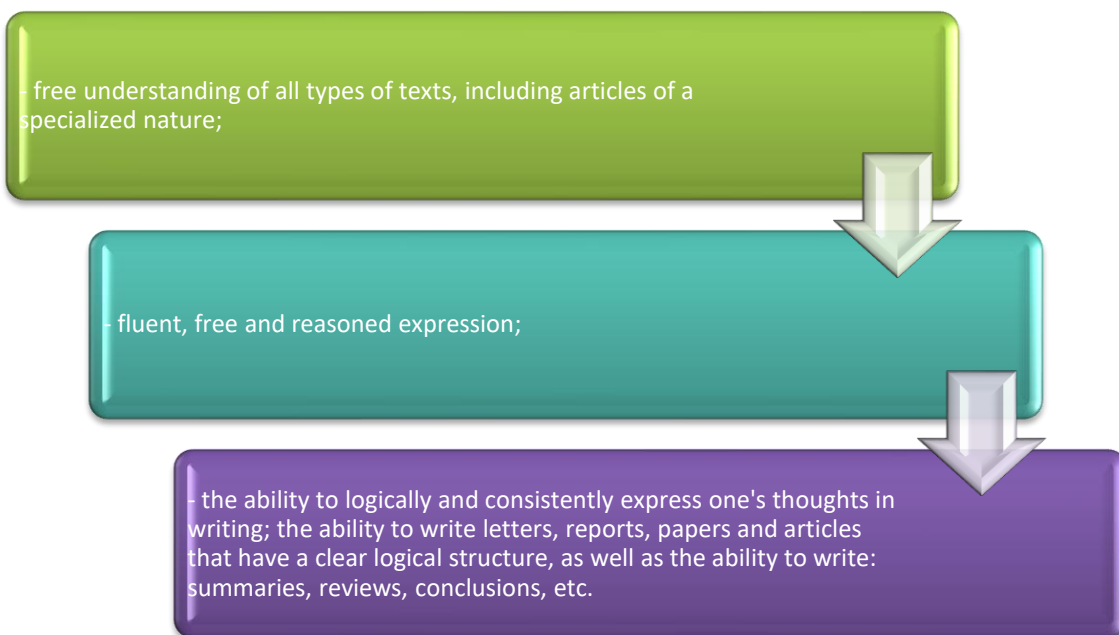 - free understanding of all types of texts, including articles of a
specialized nature;
- fluent, free and reasoned expression;
- the ability to logically and consistently express one's thoughts in
writing; the ability to write letters, reports, papers and articles
that have a clear logical structure, as well as the ability to write:
summaries, reviews, conclusions, etc.